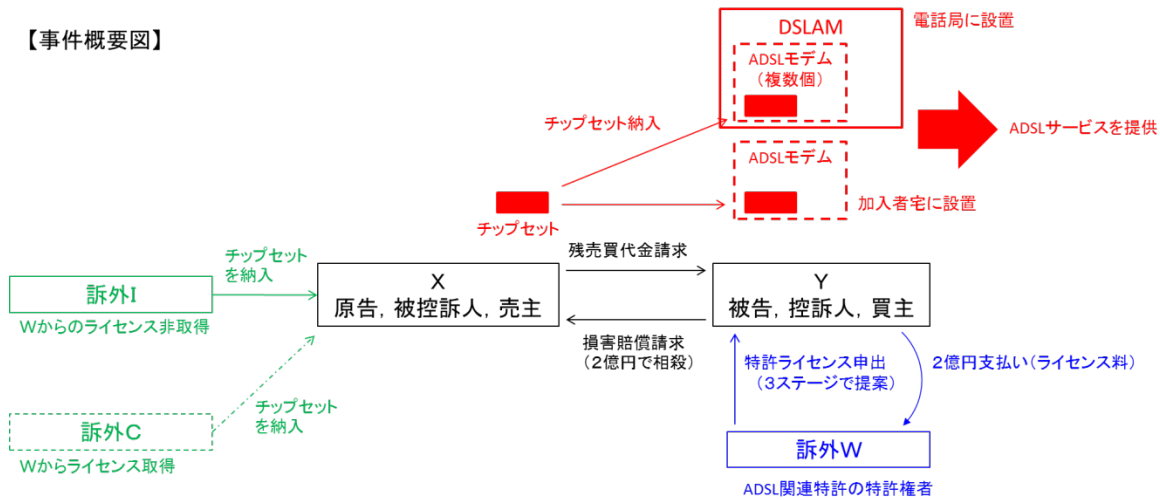 【事件概要図】
DSLAM
電話局に設置
ADSLモデム
（複数個）
チップセット納入
ADSLサービスを提供
ADSLモデム
加入者宅に設置
チップセット
チップセット
を納入
残売買代金請求
訴外I
X
原告, 被控訴人, 売主
Y
被告, 控訴人, 買主
Wからのライセンス非取得
損害賠償請求
（2億円で相殺）
特許ライセンス申出
（3ステージで提案）
2億円支払い（ライセンス料）
チップセット
を納入
訴外C
Wからライセンス取得
訴外W
ADSL関連特許の特許権者